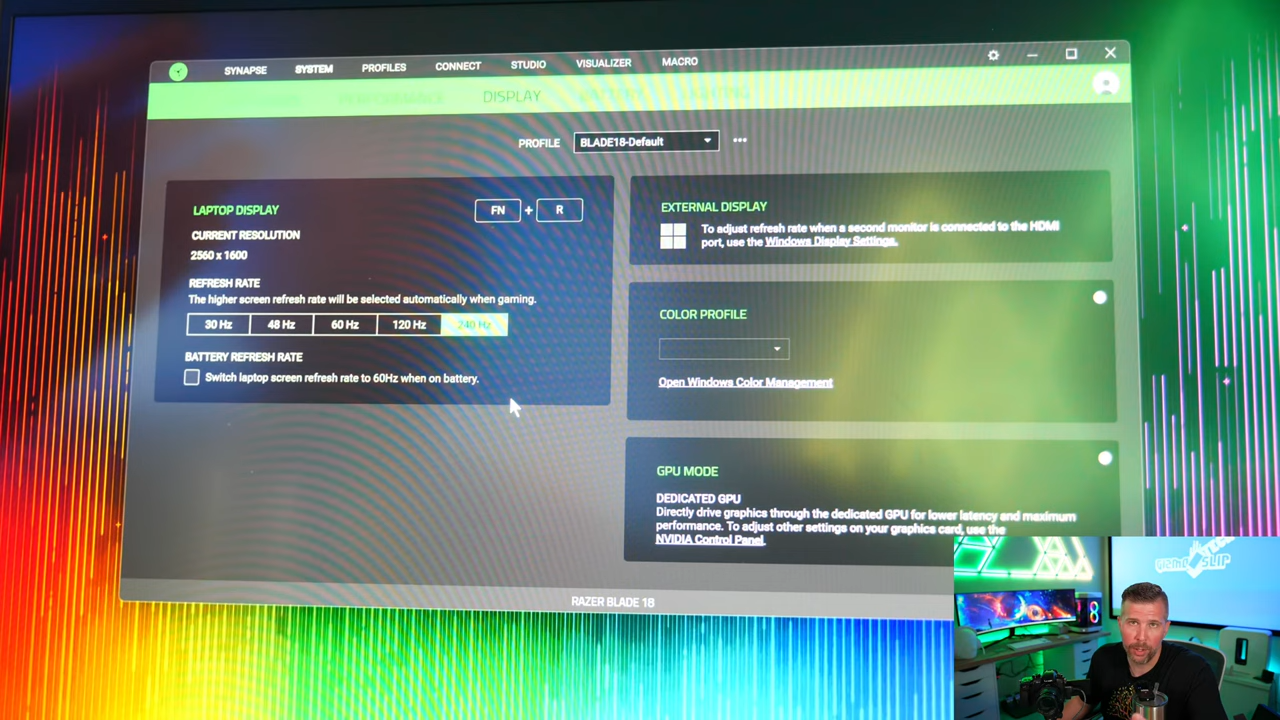 SYNAPSE SYSTEM PROFILES CONNECT STUDIO VISUALIZER MACRO
DISPLAY
PROFILE BLADE18-Default
LAPTOP DISPLAY FN + R
CURRENT RESOLUTION
2560 x 1600
REFRESH RATE
The higher screen refresh rate will be selected automatically when gaming.
30 Hz 48 Hz 60 Hz 120 Hz 240 Hz
BATTERY REFRESH RATE
Switch laptop screen refresh rate to 60Hz when on battery.
EXTERNAL DISPLAY
To adjust refresh rate when a second monitor is connected to the HDMI
port, use the Windows Display Settings.
COLOR PROFILE
Open Windows Color Management
GPU MODE
DEDICATED GPU
Directly drive graphics through the dedicated GPU for lower latency and maximum
performance. To adjust other settings on your graphics card, use the
NVIDIA Control Panel.
RAZER BLADE 18